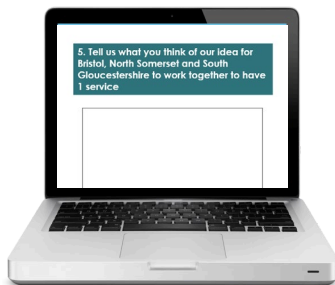 5. Tell us what you think of our idea for
Bristol, North Somerset and South
Gloucestershire to work together to have
1 service